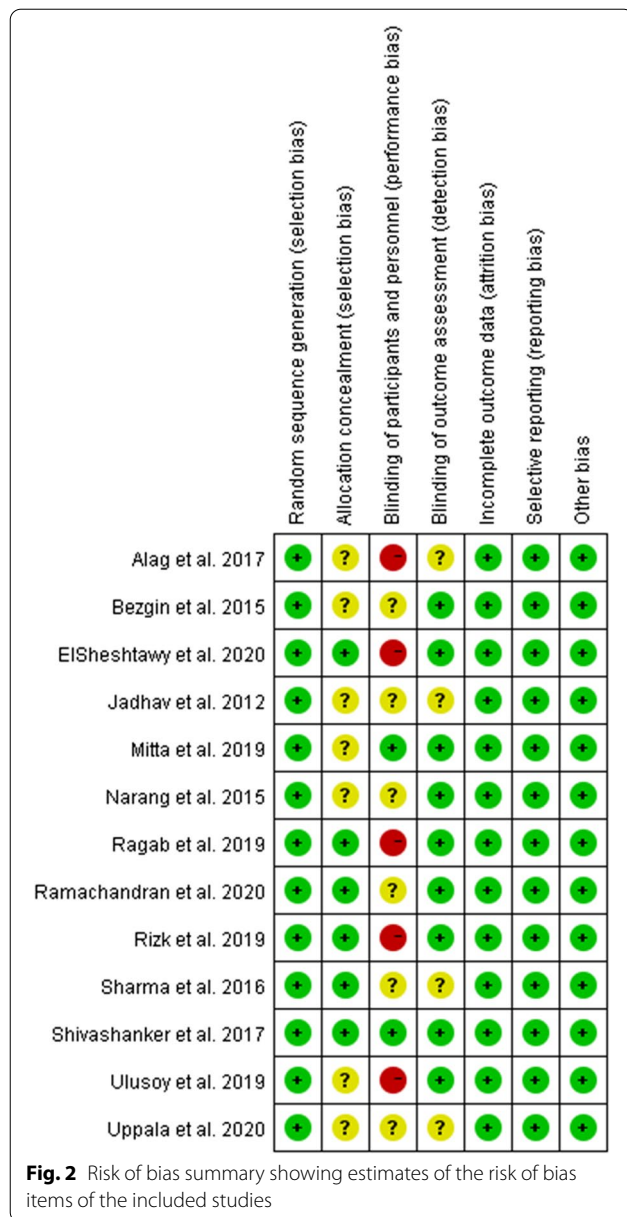 Random sequence generation (selection bias)
Allocation concealment (selection bias)
Blinding of participants and personnel (performance bias)
Blinding of outcome assessment (detection bias)
Incomplete outcome data (attrition bias)
Selective reporting (reporting bias)
Other bias
Alag et al. 2017 + ? - ? + + +
Bezgin et al. 2015 + ? ? + + + +
ElSheshtawy et al. 2020 + + - + + + +
Jadhav et al. 2012 + ? ? ? + + +
Mitta et al. 2019 + ? + + + + +
Narang et al. 2015 + ? ? + + + +
Ragab et al. 2019 + + - + + + +
Ramachandran et al. 2020 + + ? + + + +
Rizk et al. 2019 + + - + + + +
Sharma et al. 2016 + + ? ? + + +
Shivashanker et al. 2017 + + + + + + +
Ulusoy et al. 2019 + ? - + + + +
Uppala et al. 2020 + ? ? ? + + +
Fig. 2 Risk of bias summary showing estimates of the risk of bias
items of the included studies